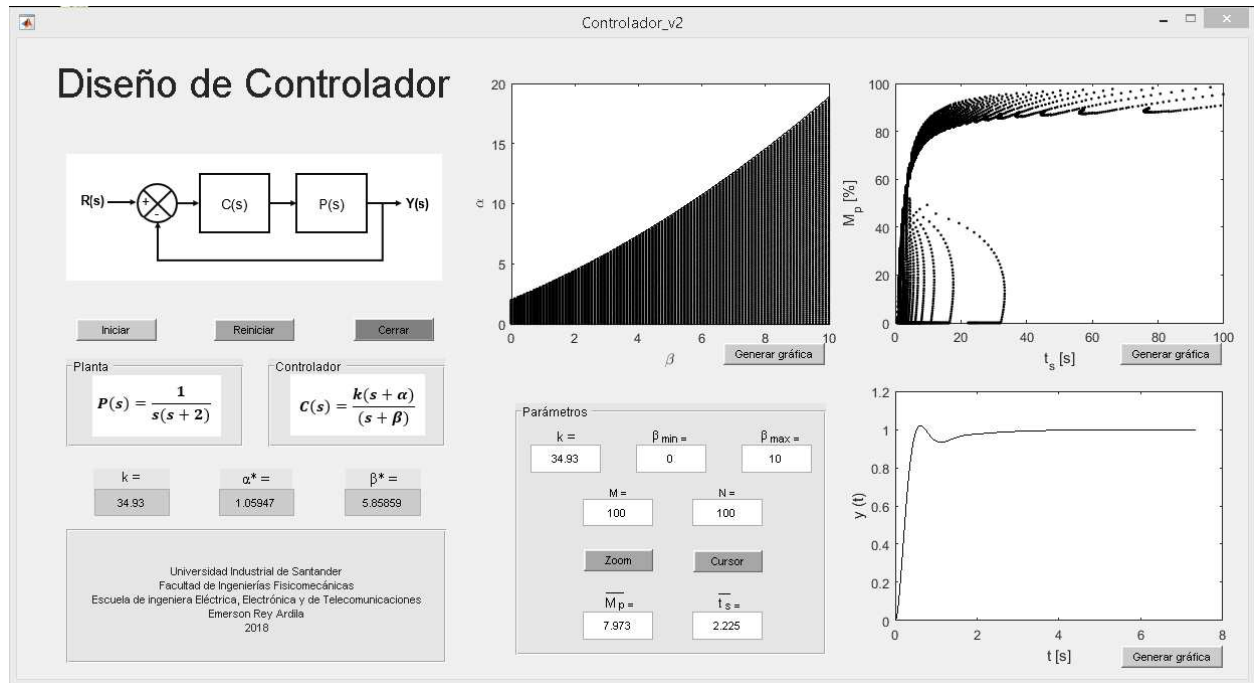 Controlador_v2
Diseño de Controlador
R(s)
+
-
C(s)
P(s)
Y(s)
Iniciar
Reiniciar
Cerrar
Planta
P(s) = 1 / s(s + 2)
Controlador
C(s) = k(s + α) / (s + β)
k =
α* =
β* =
34.93
1.05947
5.85859
Universidad Industrial de Santander
Facultad de Ingenierías Fisicomecánicas
Escuela de ingeniera Eléctrica, Electrónica y de Telecomunicaciones
Emerson Rey Ardila
2018
20
15
10
5
0
α
0 2 4 6 8 10
β
Generar gráfica
Parámetros
k =
β min =
β max =
34.93
0
10
M =
N =
100
100
Zoom
Cursor
Mp =
ts =
7.973
2.225
100
80
60
40
20
0
Mp [%]
0 20 40 60 80 100
ts [s]
Generar gráfica
1.2
1
0.8
0.6
0.4
0.2
0
y (t)
0 2 4 6 8
t [s]
Generar gráfica